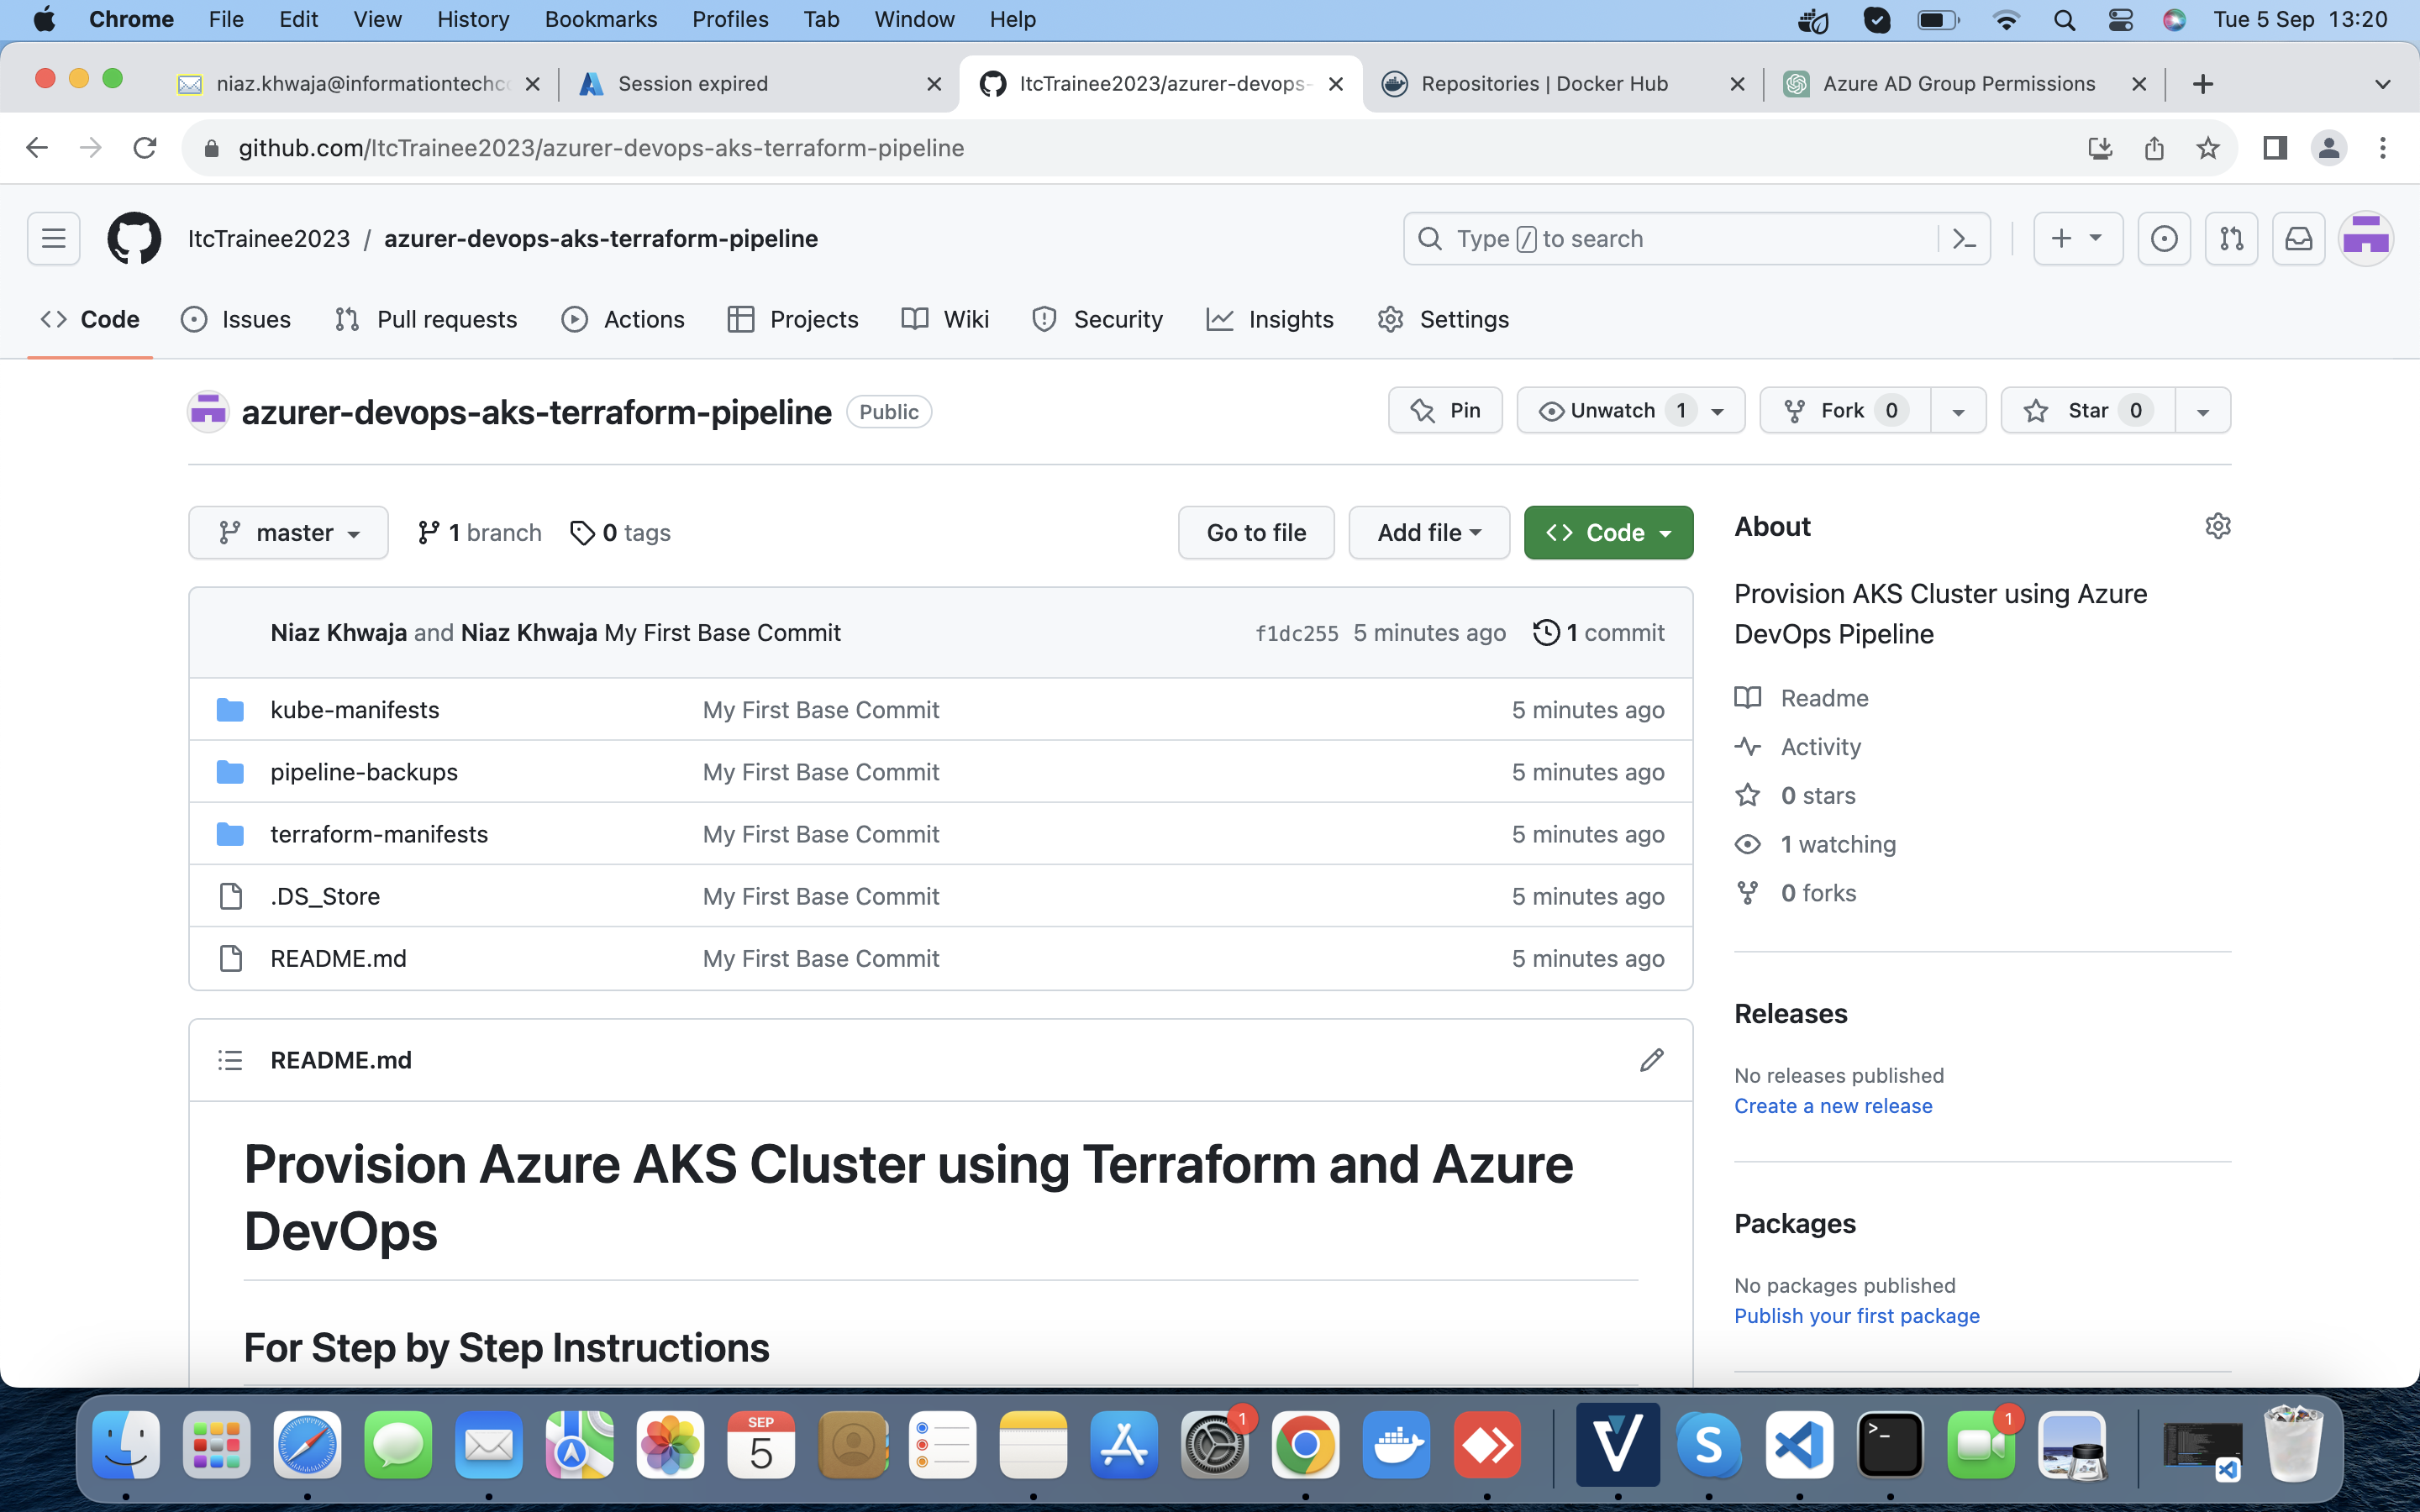 Chrome File Edit View History Bookmarks Profiles Tab Window Help Tue 5 Sep 13:20
niaz.khwaja@informationtechco Session expired ItcTrainee2023/azurer-devops- Repositories | Docker Hub Azure AD Group Permissions
github.com/ItcTrainee2023/azurer-devops-aks-terraform-pipeline
ItcTrainee2023 / azurer-devops-aks-terraform-pipeline Type / to search
Code Issues Pull requests Actions Projects Wiki Security Insights Settings
azurer-devops-aks-terraform-pipeline Public Pin Unwatch 1 Fork 0 Star 0
master 1 branch 0 tags Go to file Add file Code
About
Provision AKS Cluster using Azure
DevOps Pipeline
Niaz Khwaja and Niaz Khwaja My First Base Commit f1dc255 5 minutes ago 1 commit
kube-manifests My First Base Commit 5 minutes ago
pipeline-backups My First Base Commit 5 minutes ago
terraform-manifests My First Base Commit 5 minutes ago
.DS_Store My First Base Commit 5 minutes ago
README.md My First Base Commit 5 minutes ago
Readme
Activity
0 stars
1 watching
0 forks
Releases
No releases published
Create a new release
Packages
No packages published
Publish your first package
README.md
Provision Azure AKS Cluster using Terraform and Azure
DevOps
For Step by Step Instructions
SEP
5
1
1